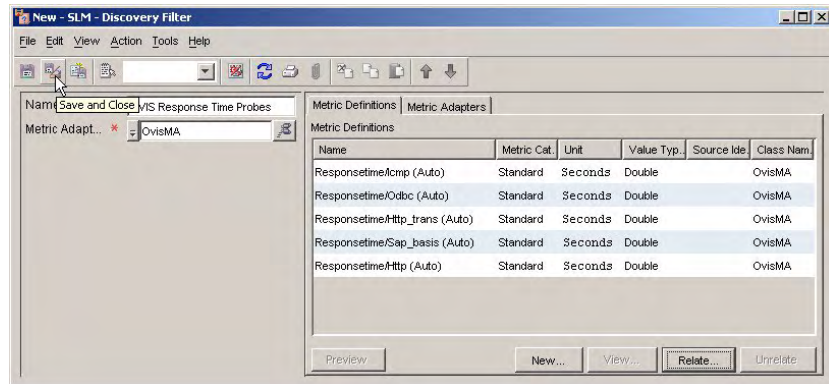 New - SLM - Discovery Filter
File Edit View Action Tools Help
Save and Close
Name VIS Response Time Probes
Metric Adapt... * OvisMA
Metric Definitions Metric Adapters
Metric Definitions
Name Metric Cat. Unit Value Typ.. Source Ide. Class Nam.
Responsetime/Icmp (Auto) Standard Seconds Double OvisMA
Responsetime/Odbc (Auto) Standard Seconds Double OvisMA
Responsetime/Http_trans (Auto) Standard Seconds Double OvisMA
Responsetime/Sap_basis (Auto) Standard Seconds Double OvisMA
Responsetime/Http (Auto) Standard Seconds Double OvisMA
Preview New... View... Relate... Unrelate